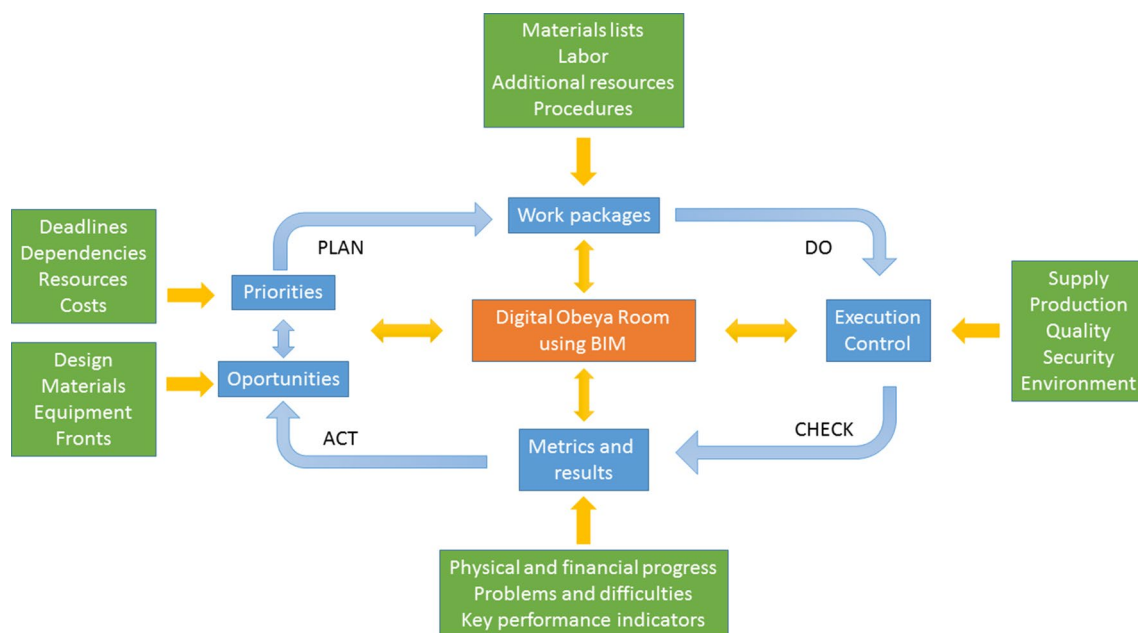 Materials lists
Labor
Additional resources
Procedures
Work packages
PLAN
DO
Deadlines
Dependencies
Resources
Costs
Priorities
Digital Obeya Room
using BIM
Execution
Control
Supply
Production
Quality
Security
Environment
Design
Materials
Equipment
Fronts
Oportunities
ACT
CHECK
Metrics and
results
Physical and financial progress
Problems and difficulties
Key performance indicators